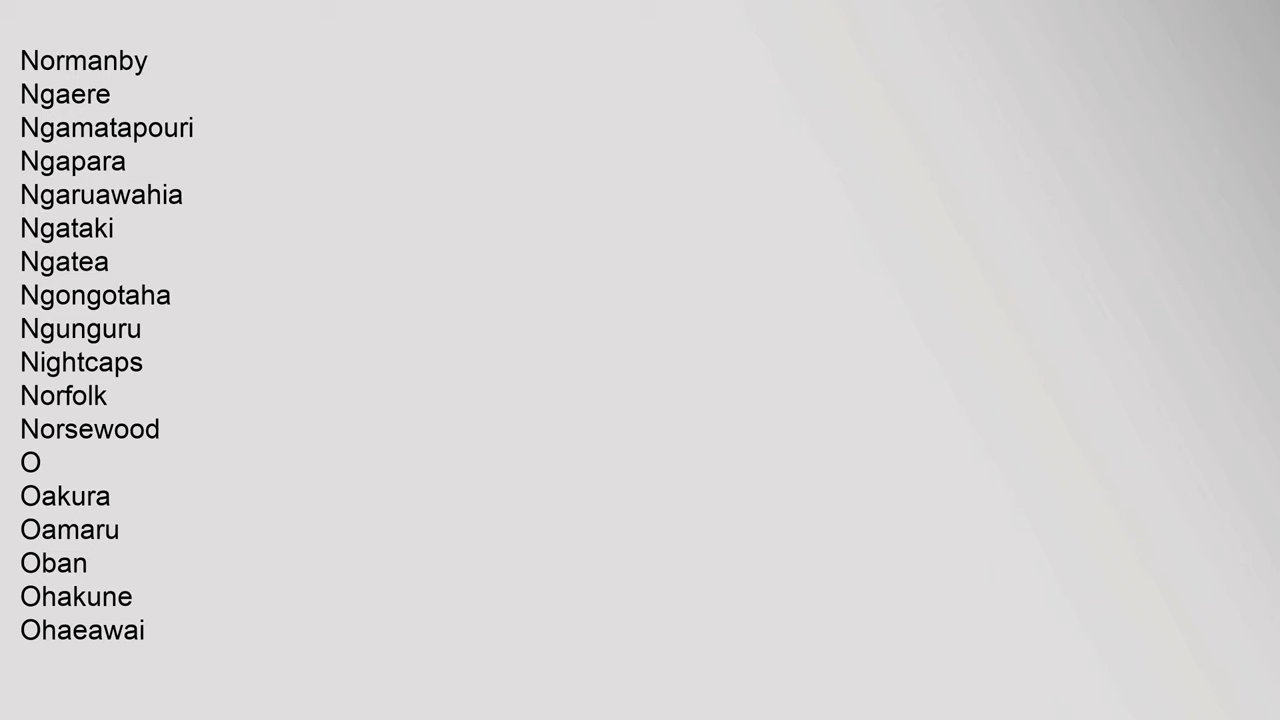 Normanby
Ngaere
Ngamatapouri
Ngapara
Ngaruawahia
Ngataki
Ngatea
Ngongotaha
Ngunguru
Nightcaps
Norfolk
Norsewood
O
Oakura
Oamaru
Oban
Ohakune
Ohaeawai